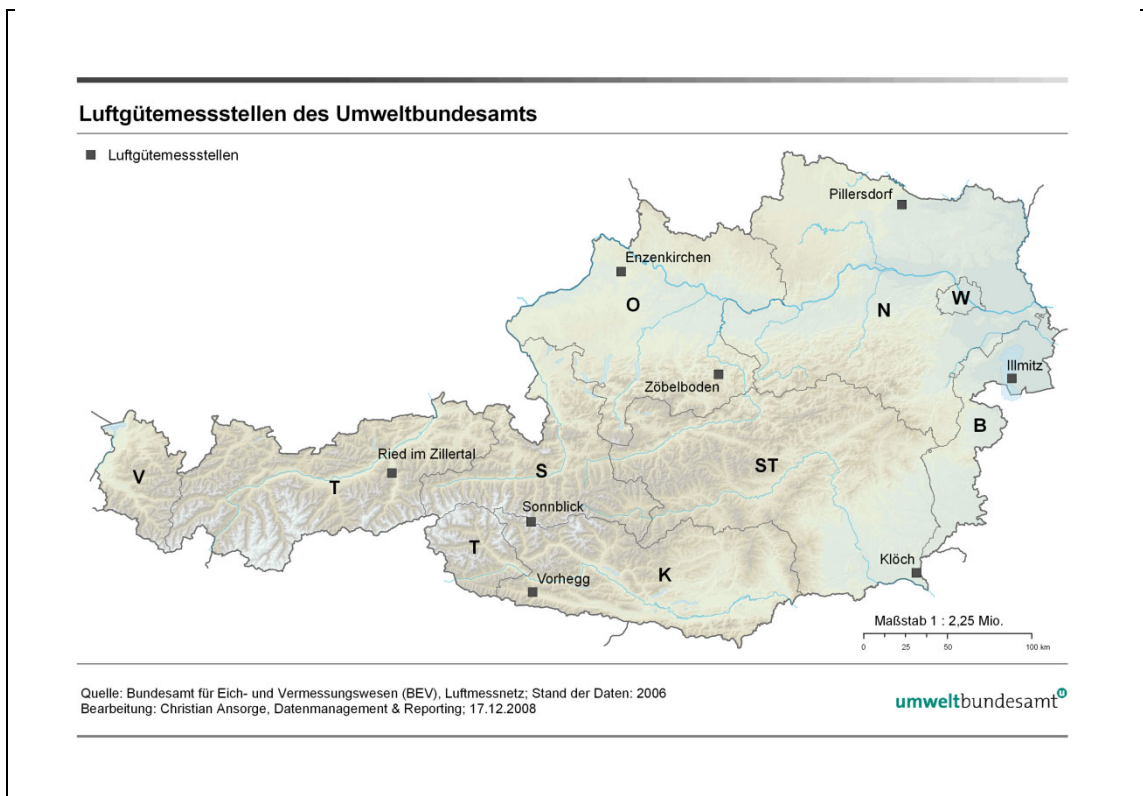 Luftgütemessstellen des Umweltbundesamts
Luftgütemessstellen
Pillersdorf
Enzenkirchen
O
N
W
Illmitz
Zöbelboden
B
Ried im Zillertal
V
T
S
ST
Sonnblick
T
Klöch
K
Vorhegg
Maßstab 1 : 2,25 Mio.
0 25 50 100 km
Quelle: Bundesamt für Eich- und Vermessungswesen (BEV), Luftmessnetz; Stand der Daten: 2006
Bearbeitung: Christian Ansorge, Datenmanagement & Reporting; 17.12.2008
umweltbundesamt u